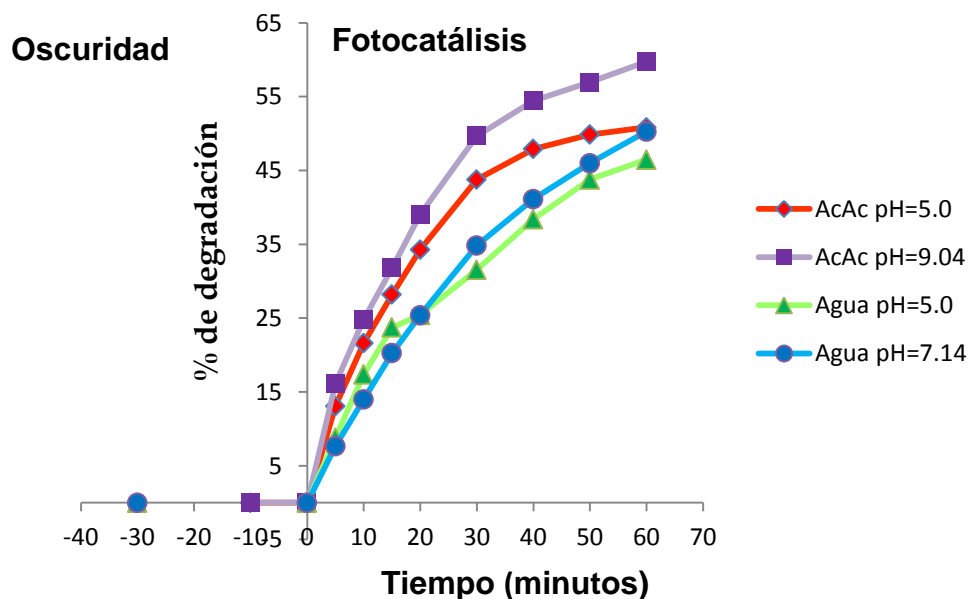 Oscuridad
Fotocatálisis
% de degradación
65
55
45
35
25
15
5
-5
-40 -30 -20 -10 0 10 20 30 40 50 60 70
Tiempo (minutos)
AcAc pH=5.0
AcAc pH=9.04
Agua pH=5.0
Agua pH=7.14